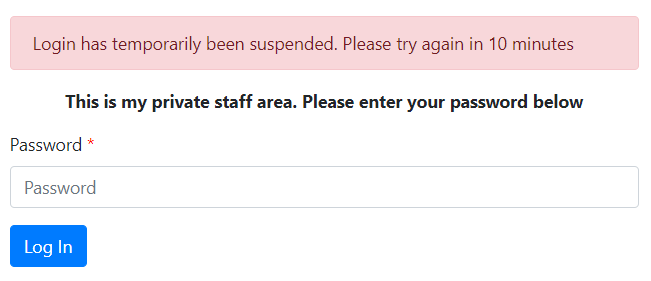 Login has temporarily been suspended. Please try again in 10 minutes
This is my private staff area. Please enter your password below
Password *
Password
Log In